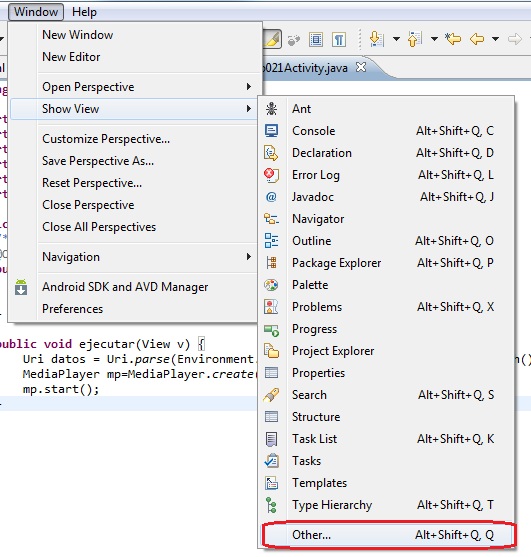 Window Help
New Window
New Editor
Open Perspective
Show View
Customize Perspective...
Save Perspective As...
Reset Perspective...
Close Perspective
Close All Perspectives
Navigation
Android SDK and AVD Manager
Preferences
o021Activity.java
Ant
Console Alt+Shift+Q, C
Declaration Alt+Shift+Q, D
Error Log Alt+Shift+Q, L
Javadoc Alt+Shift+Q, J
Navigator
Outline Alt+Shift+Q, O
Package Explorer Alt+Shift+Q, P
Palette
Problems Alt+Shift+Q, X
Progress
Project Explorer
Properties
Search Alt+Shift+Q, S
Structure
Task List Alt+Shift+Q, K
Tasks
Templates
Type Hierarchy Alt+Shift+Q, T
Other... Alt+Shift+Q, Q
public void ejecutar(View v) {
Uri datos = Uri.parse(Environment.
MediaPlayer mp=MediaPlayer.create(
mp.start();